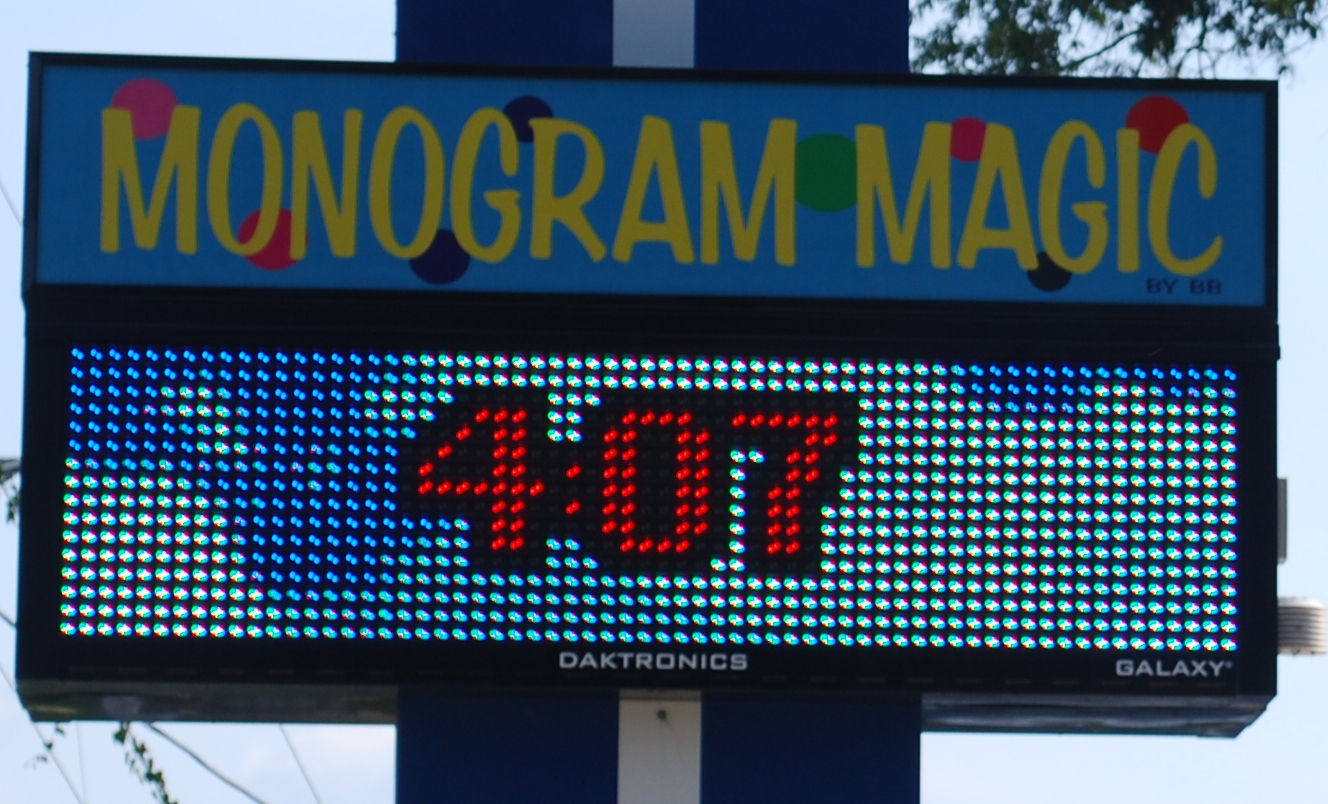 MONOGRAM MAGIC
BY BB
4:07
DAKTRONICS
GALAXY®